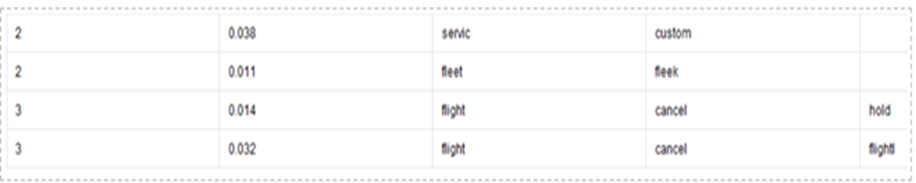 2 0.038 servic custom
2 0.011 fleet fleek
3 0.014 flight cancel hold
3 0.032 flight cancel flightl